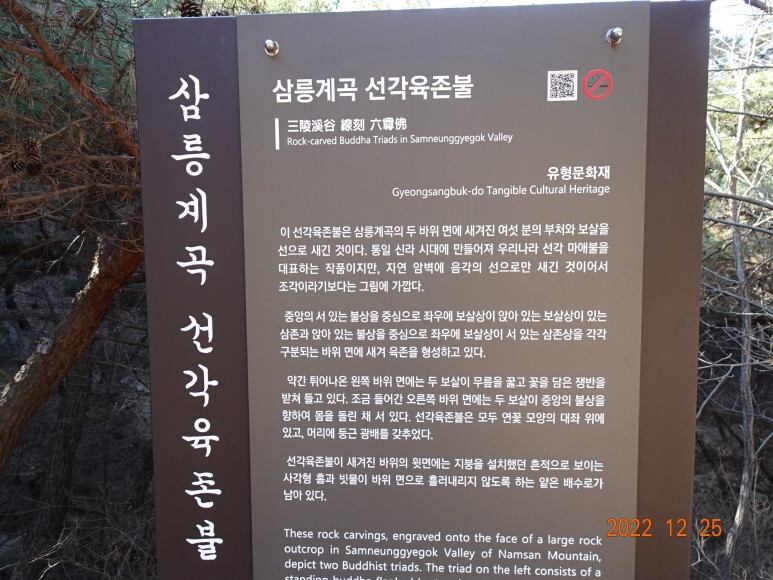 삼릉계곡 선각육존불
삼릉계곡 선각육존불
三陵溪谷 線刻 六尊佛
Rock-carved Buddha Triads in Samneunggyegok Valley
유형문화재
Gyeongsangbuk-do Tangible Cultural Heritage
이 선각육존불은 삼릉계곡의 두 바위 면에 새겨진 여섯 분의 부처와 보살을
선으로 새긴 것이다. 통일 신라 시대에 만들어져 우리나라 선각 마애불을
대표하는 작품이지만, 자연 암벽에 음각의 선으로만 새긴 것이어서
조각이라기보다는 그림에 가깝다.
중앙의 서 있는 불상을 중심으로 좌우에 보살상이 앉아 있는 보살상이 있는
삼존과 앉아 있는 불상을 중심으로 좌우에 보살상이 서 있는 삼존상을 각각
구분되는 바위 면에 새겨 육존을 형성하고 있다.
약간 튀어나온 왼쪽 바위 면에는 두 보살이 무릎을 꿇고 꽃을 담은 쟁반을
받쳐 들고 있다. 조금 들어간 오른쪽 바위 면에는 두 보살이 중앙의 불상을
향하여 몸을 돌린 채 서 있다. 선각육존불은 모두 연꽃 모양의 대좌 위에
있고, 머리에 둥근 광배를 갖추었다.
선각육존불이 새겨진 바위의 윗면에는 지붕을 설치했던 흔적으로 보이는
사각형 홈과 빗물이 바위 면으로 흘러내리지 않도록 하는 얕은 배수로가
남아 있다.
These rock carvings, engraved onto the face of a large rock
outcrop in Samneunggyegok Valley of Namsan Mountain,
depict two Buddhist triads. The triad on the left consists of a
2022 12 25